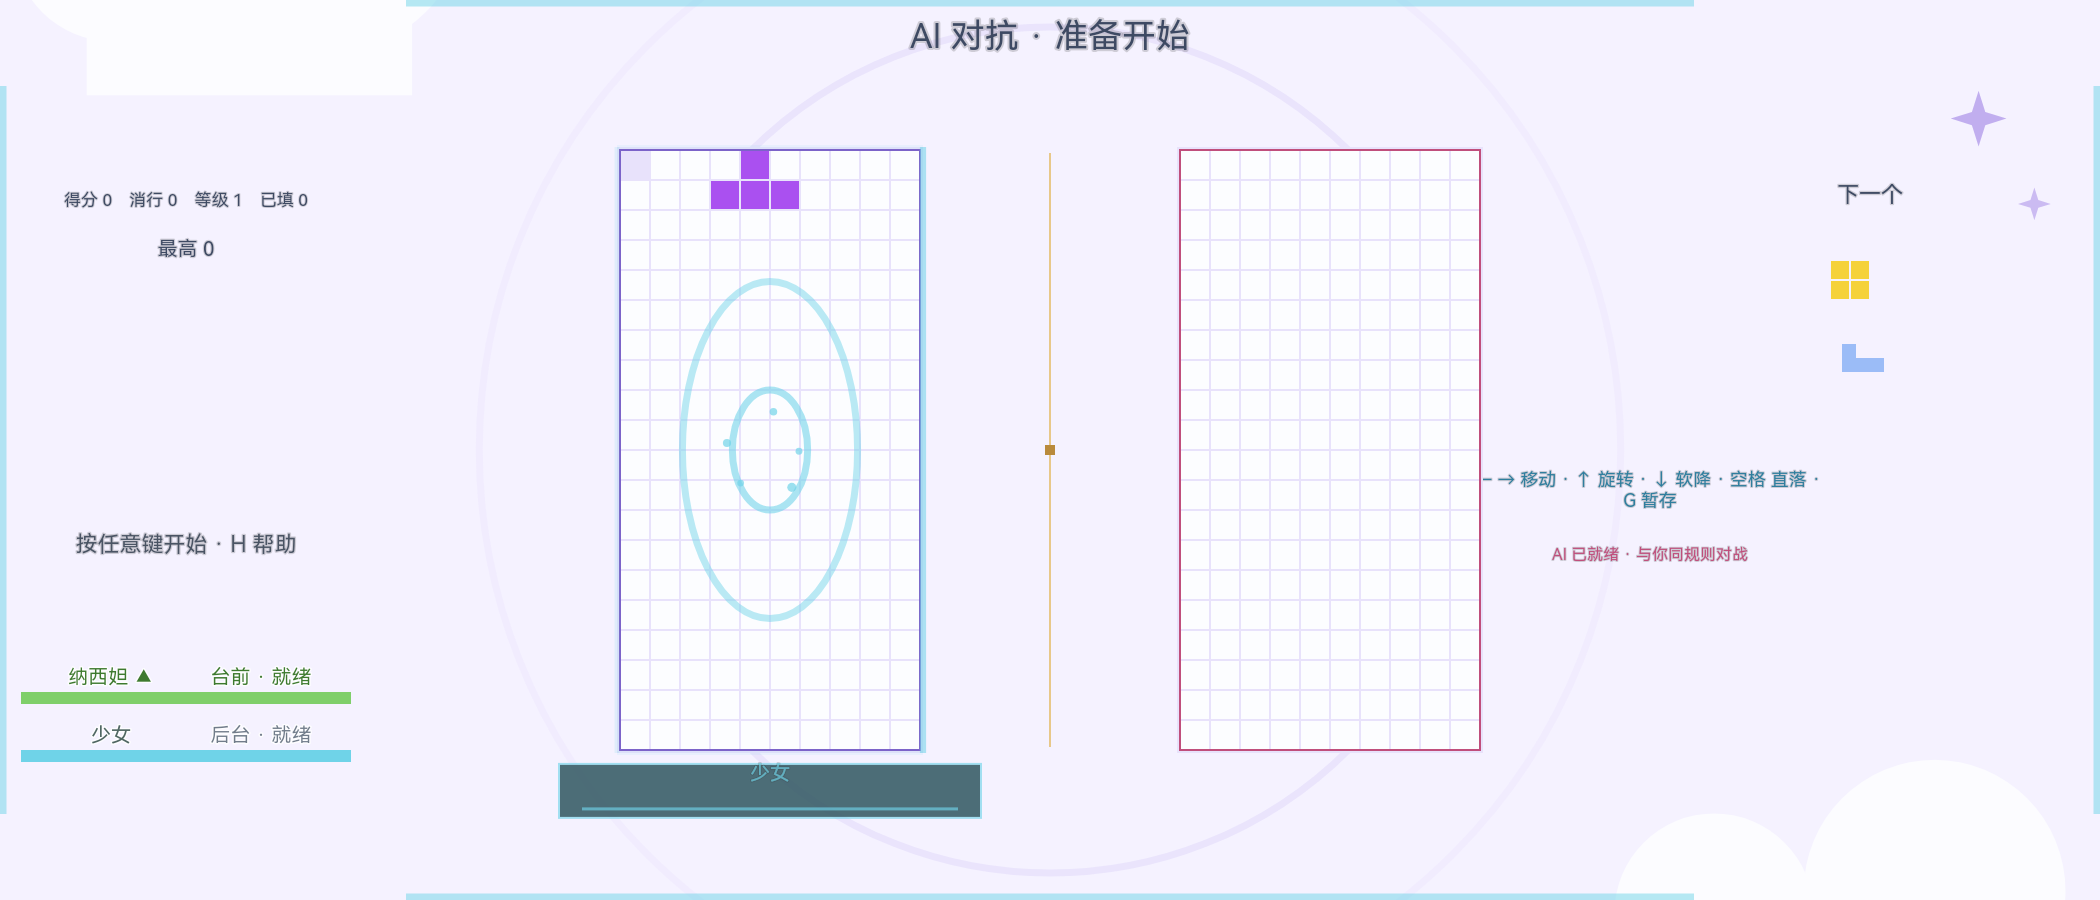 AI 对抗 · 准备开始
得分 0 消行 0 等级 1 已填 0
最高 0
按任意键开始 · H 帮助
纳西妲 ▲ 台前 · 就绪
少女 后台 · 就绪
少女
下一个
→ 移动 · ↑ 旋转 · ↓ 软降 · 空格 直落 ·
G 暂存
AI 已就绪 · 与你同规则对战